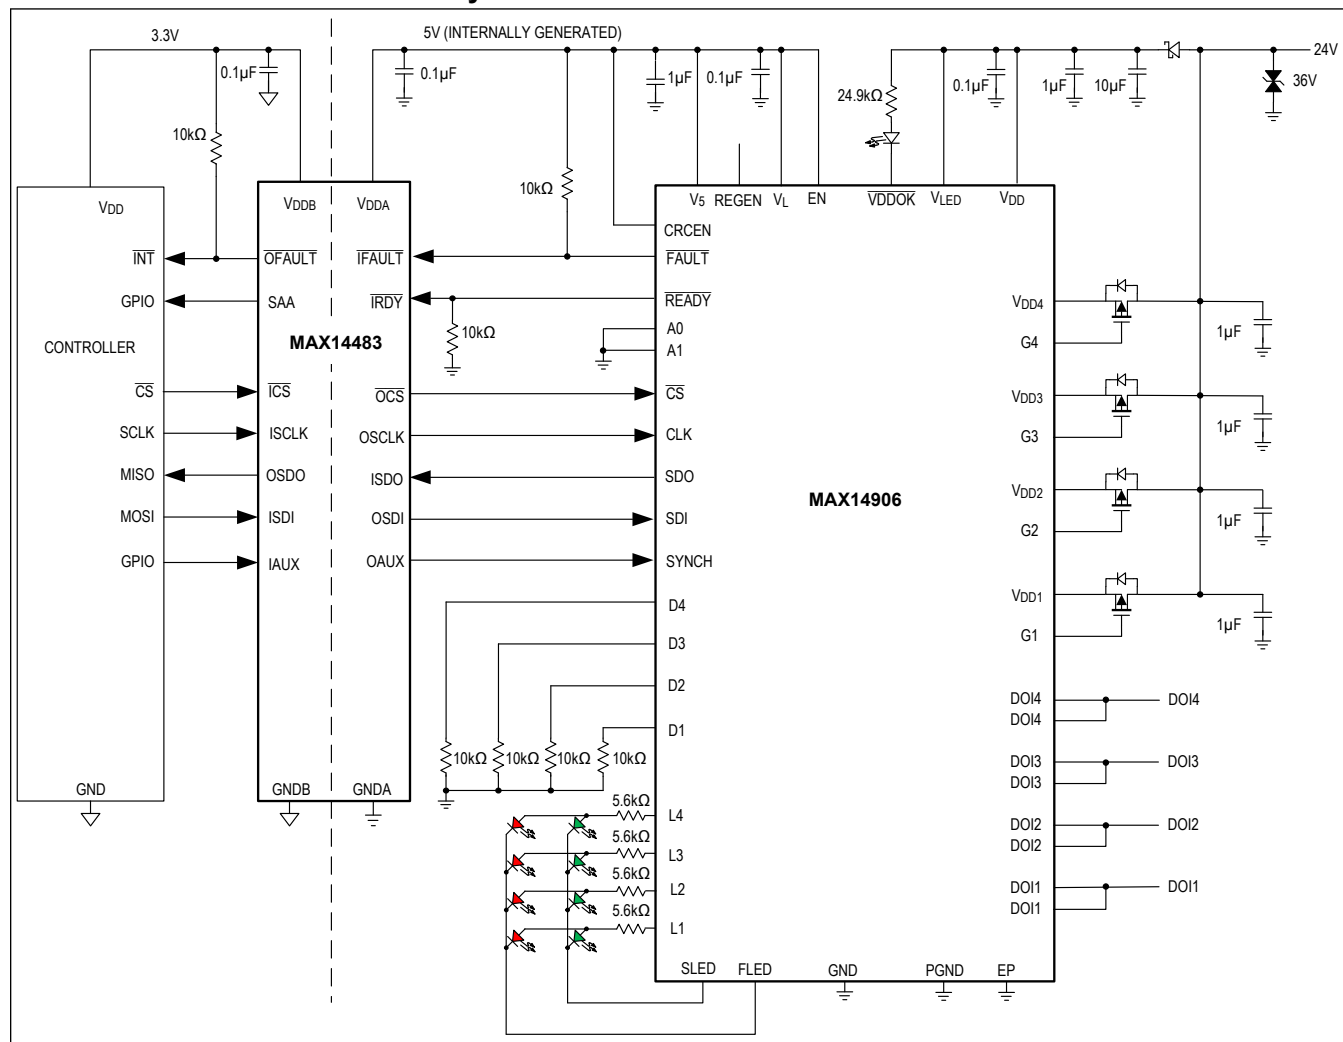 3.3V
5V (INTERNALLY GENERATED)
24V
0.1µF
0.1µF
1µF
0.1µF
24.9kΩ
0.1µF
1µF
10µF
36V
10kΩ
10kΩ
VDD
VDDB
VDDA
V5
REGEN
VL
EN
VDDOK
VLED
VDD
CRCEN
INT
OFAULT
IFAULT
FAULT
GPIO
SAA
IRDY
READY
VDD4
A0
10kΩ
1µF
CONTROLLER
MAX14483
A1
G4
CS
ICS
OCS
CS
VDD3
SCLK
ISCLK
OSCLK
CLK
G3
1µF
MISO
OSDO
ISDO
SDO
VDD2
MAX14906
MOSI
ISDI
OSDI
SDI
G2
1µF
GPIO
IAUX
OAUX
SYNCH
VDD1
D4
1µF
G1
D3
D2
DOI4
DOI4
DOI4
D1
10kΩ
10kΩ
10kΩ
10kΩ
DOI3
DOI3
DOI3
GND
GNDB
GNDA
5.6kΩ
L4
DOI2
DOI2
DOI2
5.6kΩ
L3
5.6kΩ
L2
DOI1
DOI1
DOI1
5.6kΩ
L1
SLED
FLED
GND
PGND
EP